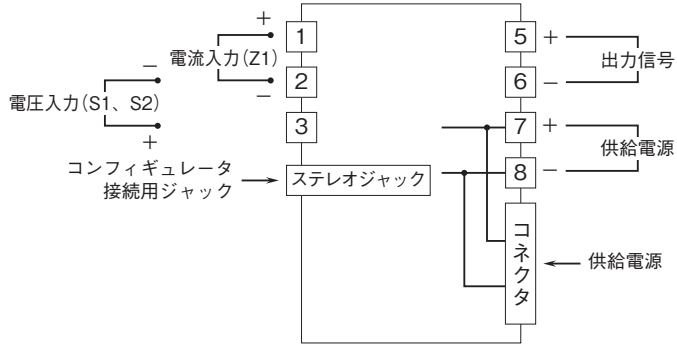 +
1
電流入力(Z1)
2
−
−
電圧入力(S1、S2)
+
3
コンフィギュレータ
接続用ジャック
ステレオジャック
5 +
出力信号
6 −
7 +
供給電源
8 −
コネクタ
供給電源